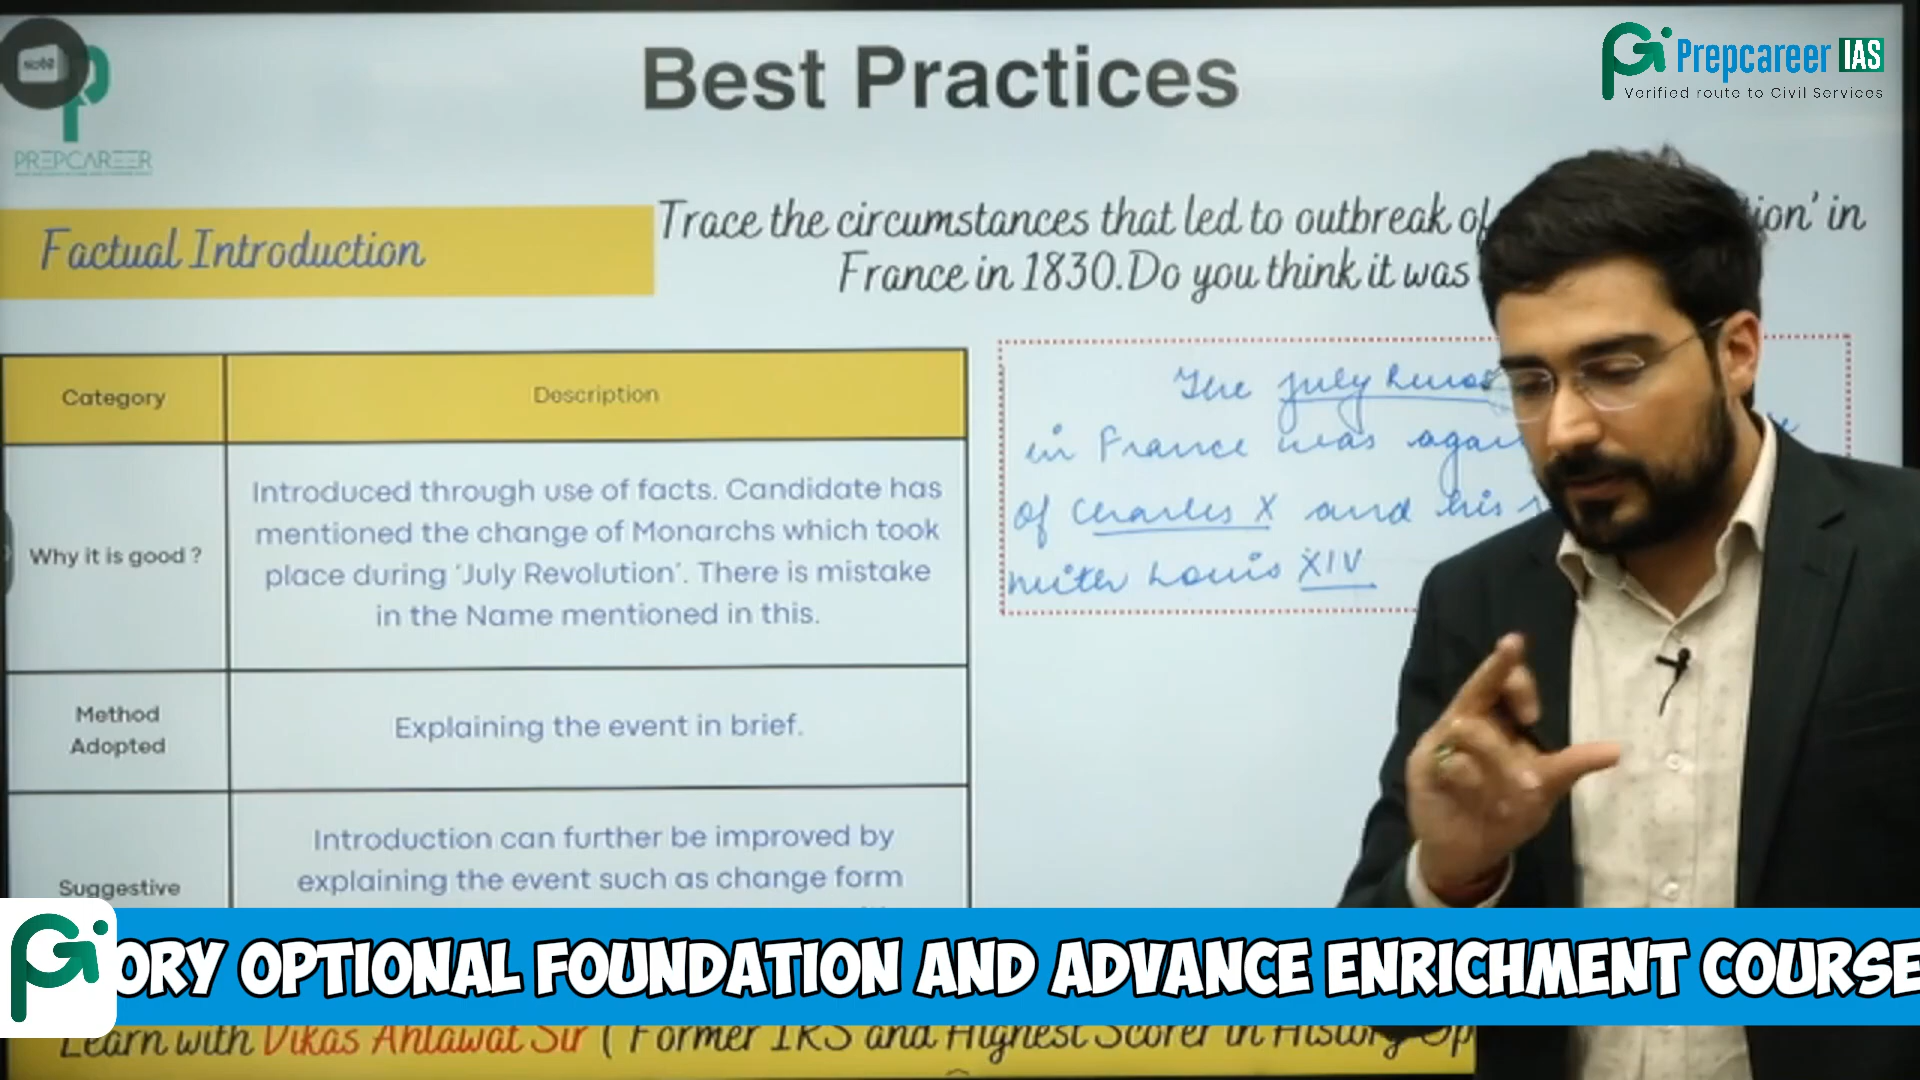 Best Practices
Prepcareer IAS
Verified route to Civil Services
PREPCAREER
Factual Introduction
Trace the circumstances that led to outbreak of ion' in
France in 1830.Do you think it was
Category
Description
Why it is good ?
Introduced through use of facts. Candidate has
mentioned the change of Monarchs which took
place during 'July Revolution'. There is mistake
in the Name mentioned in this.
Method
Adopted
Explaining the event in brief.
Suggestive
Introduction can further be improved by
explaining the event such as change form
The July
in France was
of Charles X and his
Louis XIV
ORY OPTIONAL FOUNDATION AND ADVANCE ENRICHMENT COURSE
Learn with Vikas Ahlawat Sir ( Former IRS and Highest Scorer in History Op